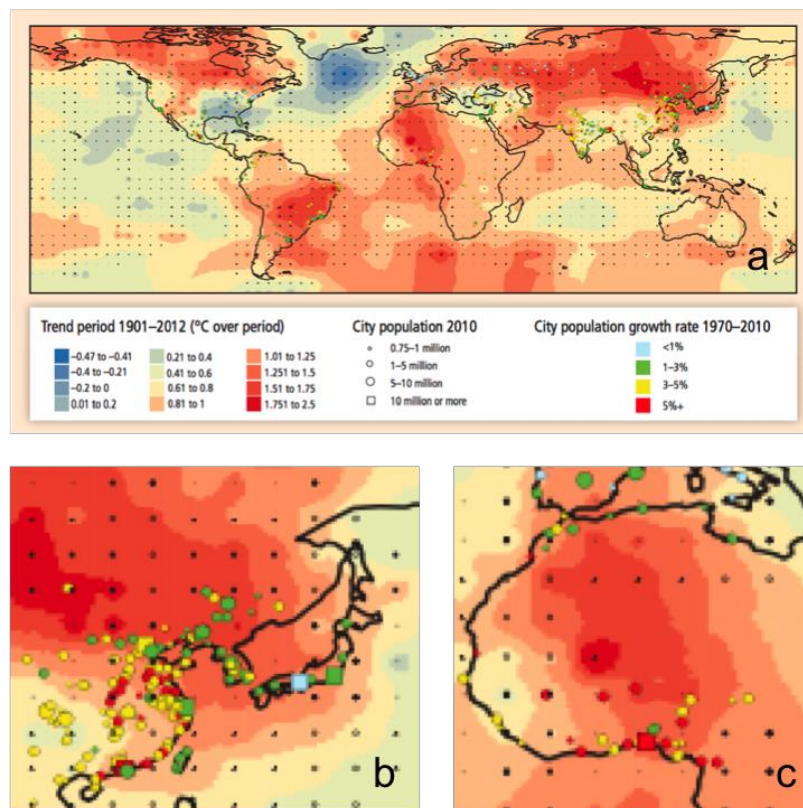 a
Trend period 1901–2012 (°C over period)
−0.47 to −0.41
−0.4 to −0.21
−0.2 to 0
0.01 to 0.2
0.21 to 0.4
0.41 to 0.6
0.61 to 0.8
0.81 to 1
1.01 to 1.25
1.251 to 1.5
1.51 to 1.75
1.751 to 2.5
City population 2010
0.75–1 million
1–5 million
5–10 million
10 million or more
City population growth rate 1970–2010
<1%
1–3%
3–5%
5%+
b
c